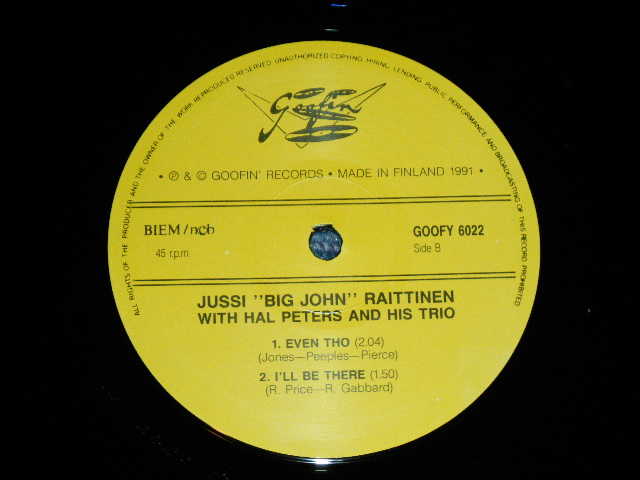 ALL RIGHTS OF THE PRODUCER AND THE OWNER OF THE WORK REPRODUCED RESERVED. UNAUTHORIZED COPYING, HIRING, LENDING, PUBLIC PERFORMANCE AND BROADCASTING OF THIS RECORD PROHIBITED
Goofin
• ℗ & © GOOFIN' RECORDS • MADE IN FINLAND 1991 •
BIEM/ncb
GOOFY 6022
45 r.p.m.
Side B
JUSSI "BIG JOHN" RAITTINEN
WITH HAL PETERS AND HIS TRIO
1. EVEN THO (2.04)
(Jones—Peeples—Pierce)
2. I'LL BE THERE (1.50)
(R. Price—R. Gabbard)